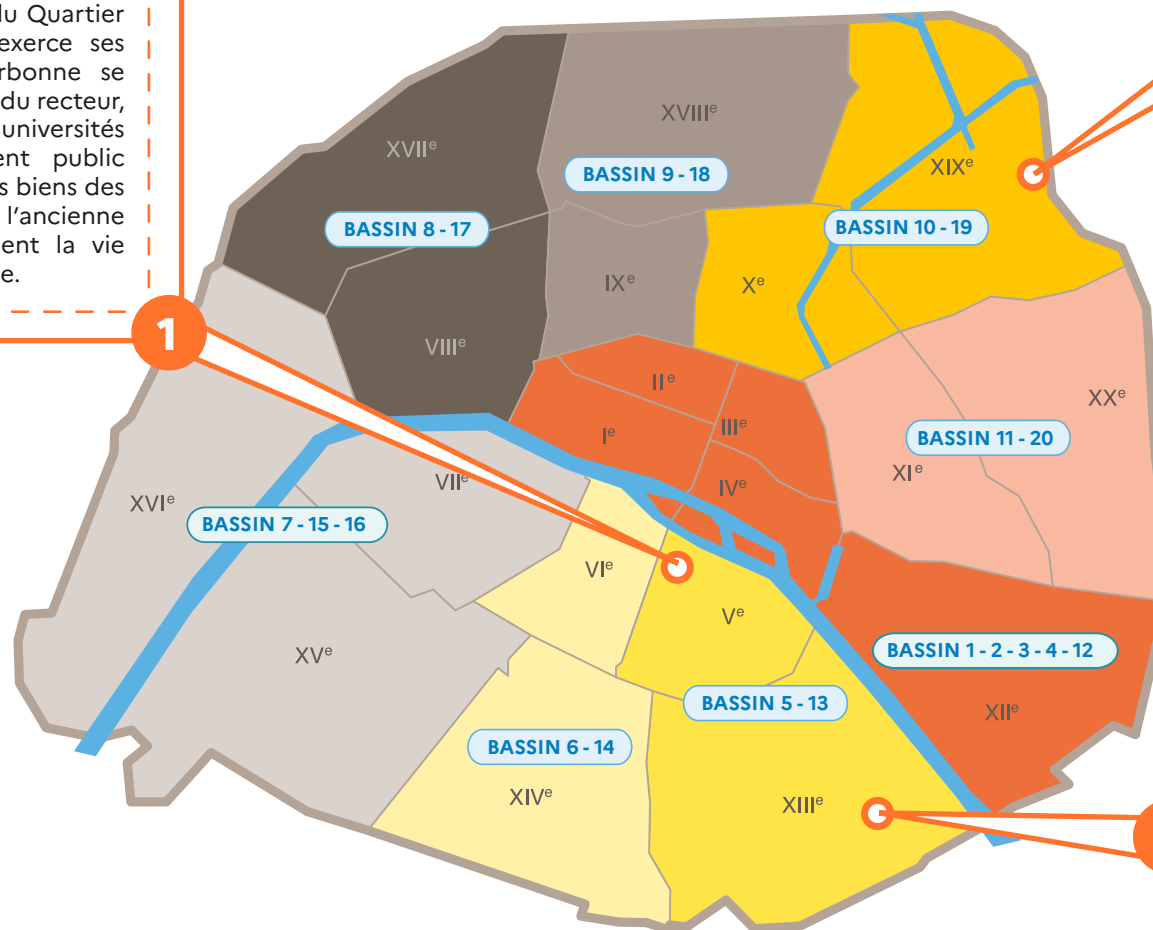 du Quartier
exerce ses
rbonne se
du recteur,
universités
ent public
s biens des
l'ancienne
ent la vie
e.
1
XVIIe
XVIIIe
XIXe
BASSIN 9 - 18
BASSIN 8 - 17
BASSIN 10 - 19
IXe
Xe
VIIIe
IIe
XXe
Ie
IIIe
BASSIN 11 - 20
XIe
VIIe
IVe
XVIe
BASSIN 7 - 15 - 16
VIe
Ve
XVe
BASSIN 1 - 2 - 3 - 4 - 12
BASSIN 5 - 13
XIIe
BASSIN 6 - 14
XIVe
XIIIe